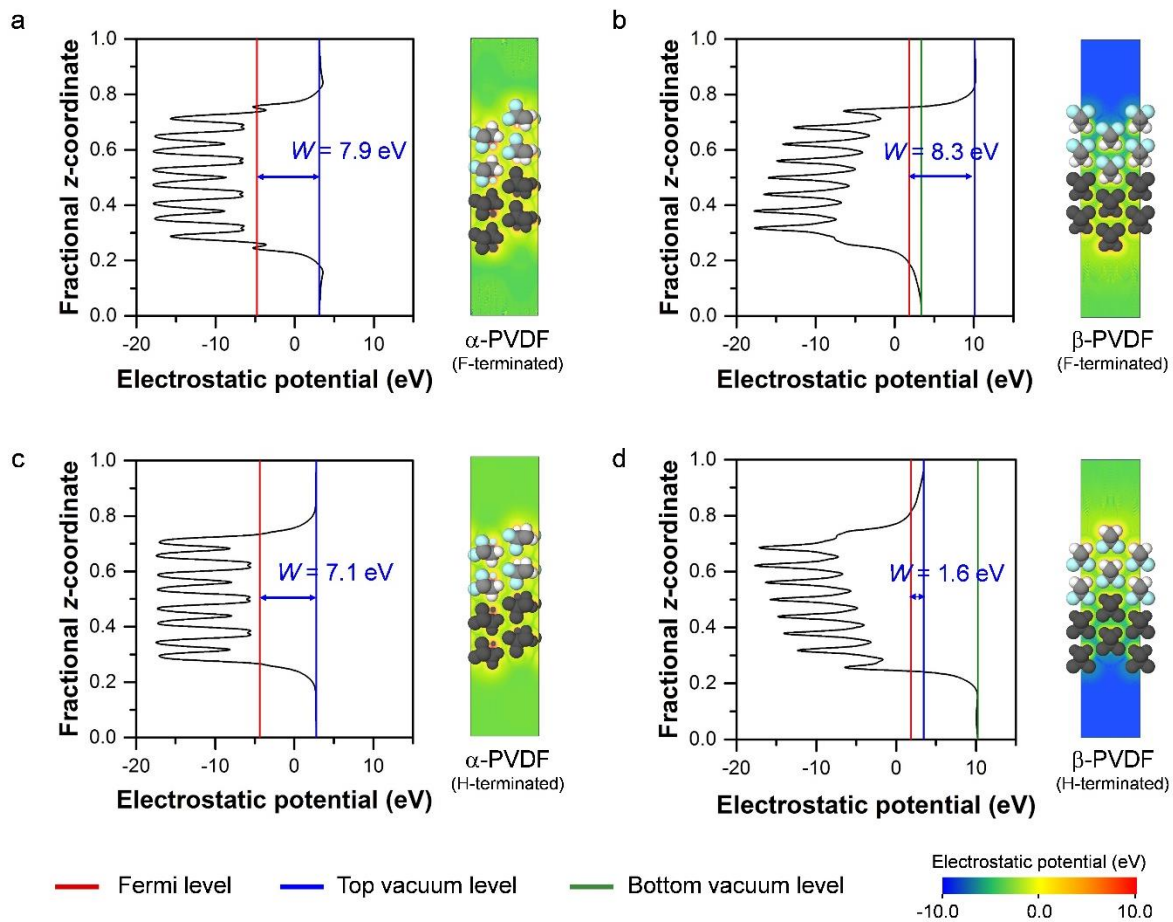 a
1.0
0.8
0.6
0.4
0.2
0.0
Fractional z-coordinate
W = 7.9 eV
-20 -10 0 10
Electrostatic potential (eV)
α-PVDF
(F-terminated)
b
1.0
0.8
0.6
0.4
0.2
0.0
Fractional z-coordinate
W = 8.3 eV
-20 -10 0 10
Electrostatic potential (eV)
β-PVDF
(F-terminated)
c
1.0
0.8
0.6
0.4
0.2
0.0
Fractional z-coordinate
W = 7.1 eV
-20 -10 0 10
Electrostatic potential (eV)
α-PVDF
(H-terminated)
d
1.0
0.8
0.6
0.4
0.2
0.0
Fractional z-coordinate
W = 1.6 eV
-20 -10 0 10
Electrostatic potential (eV)
β-PVDF
(H-terminated)
Fermi level Top vacuum level Bottom vacuum level
Electrostatic potential (eV)
-10.0 0.0 10.0